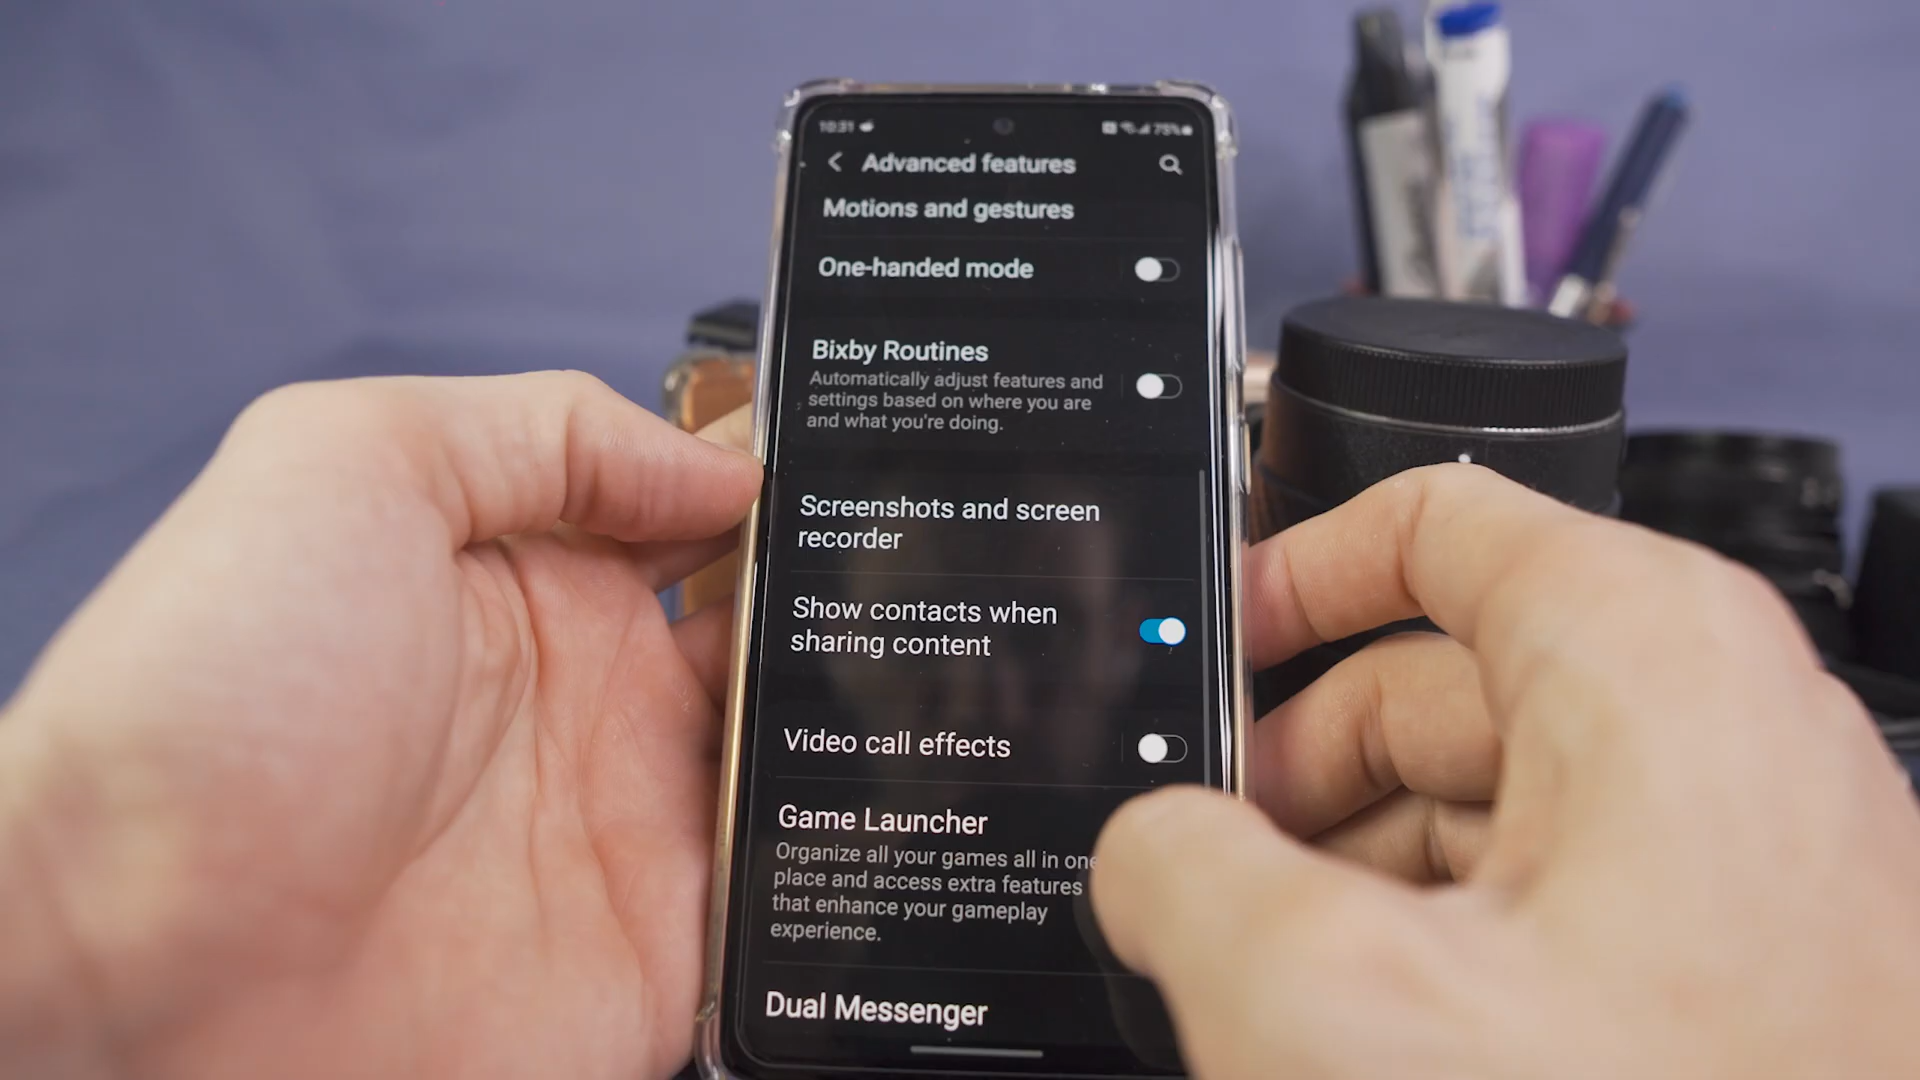 10:31
75%
Advanced features
Motions and gestures
One-handed mode
Bixby Routines
Automatically adjust features and
settings based on where you are
and what you're doing.
Screenshots and screen
recorder
Show contacts when
sharing content
Video call effects
Game Launcher
Organize all your games all in one
place and access extra features
that enhance your gameplay
experience.
Dual Messenger